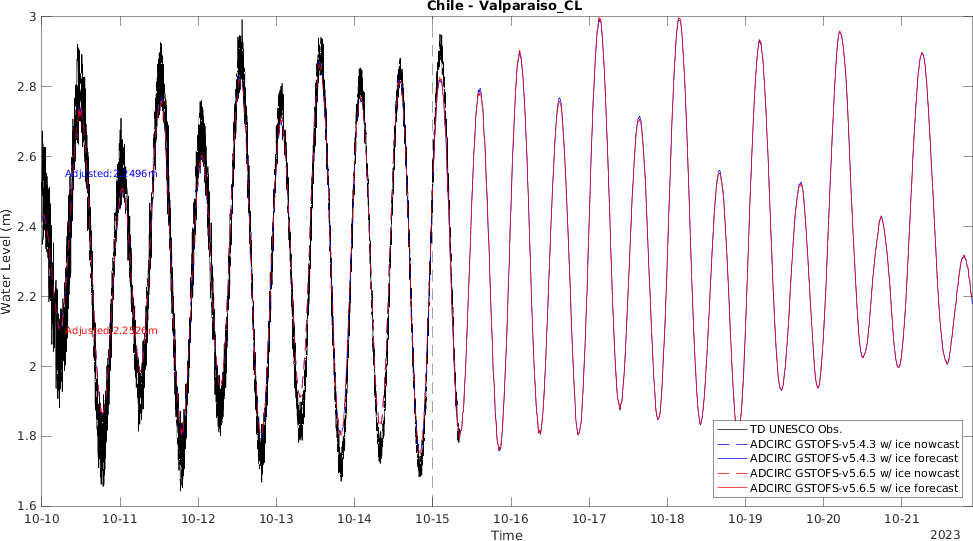 Chile - Valparaiso_CL
3
2.8
2.6
2.4
2.2
2
1.8
1.6
Water Level (m)
Adjusted:2.2496m
Adjusted:2.2526m
TD UNESCO Obs.
ADCIRC GSTOFS-v5.4.3 w/ ice nowcast
ADCIRC GSTOFS-v5.4.3 w/ ice forecast
ADCIRC GSTOFS-v5.6.5 w/ ice nowcast
ADCIRC GSTOFS-v5.6.5 w/ ice forecast
10-10 10-11 10-12 10-13 10-14 10-15 10-16 10-17 10-18 10-19 10-20 10-21
Time
2023